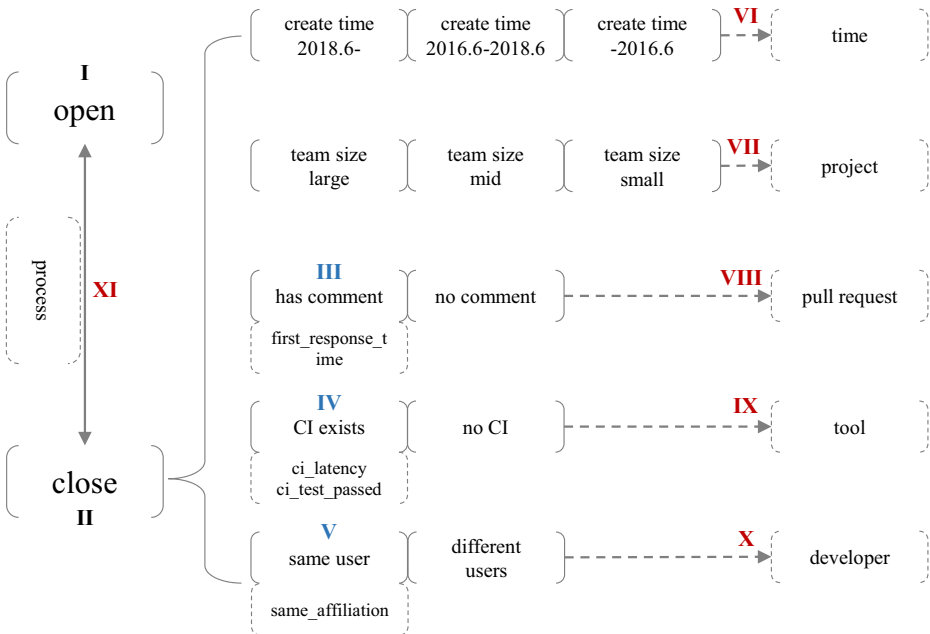 I
open
process
XI
close
II
create time
2018.6-
create time
2016.6-2018.6
create time
-2016.6
VI
time
team size
large
team size
mid
team size
small
VII
project
III
has comment
first_response_t
ime
no comment
VIII
pull request
IV
CI exists
ci_latency
ci_test_passed
no CI
IX
tool
V
same user
same_affiliation
different
users
X
developer